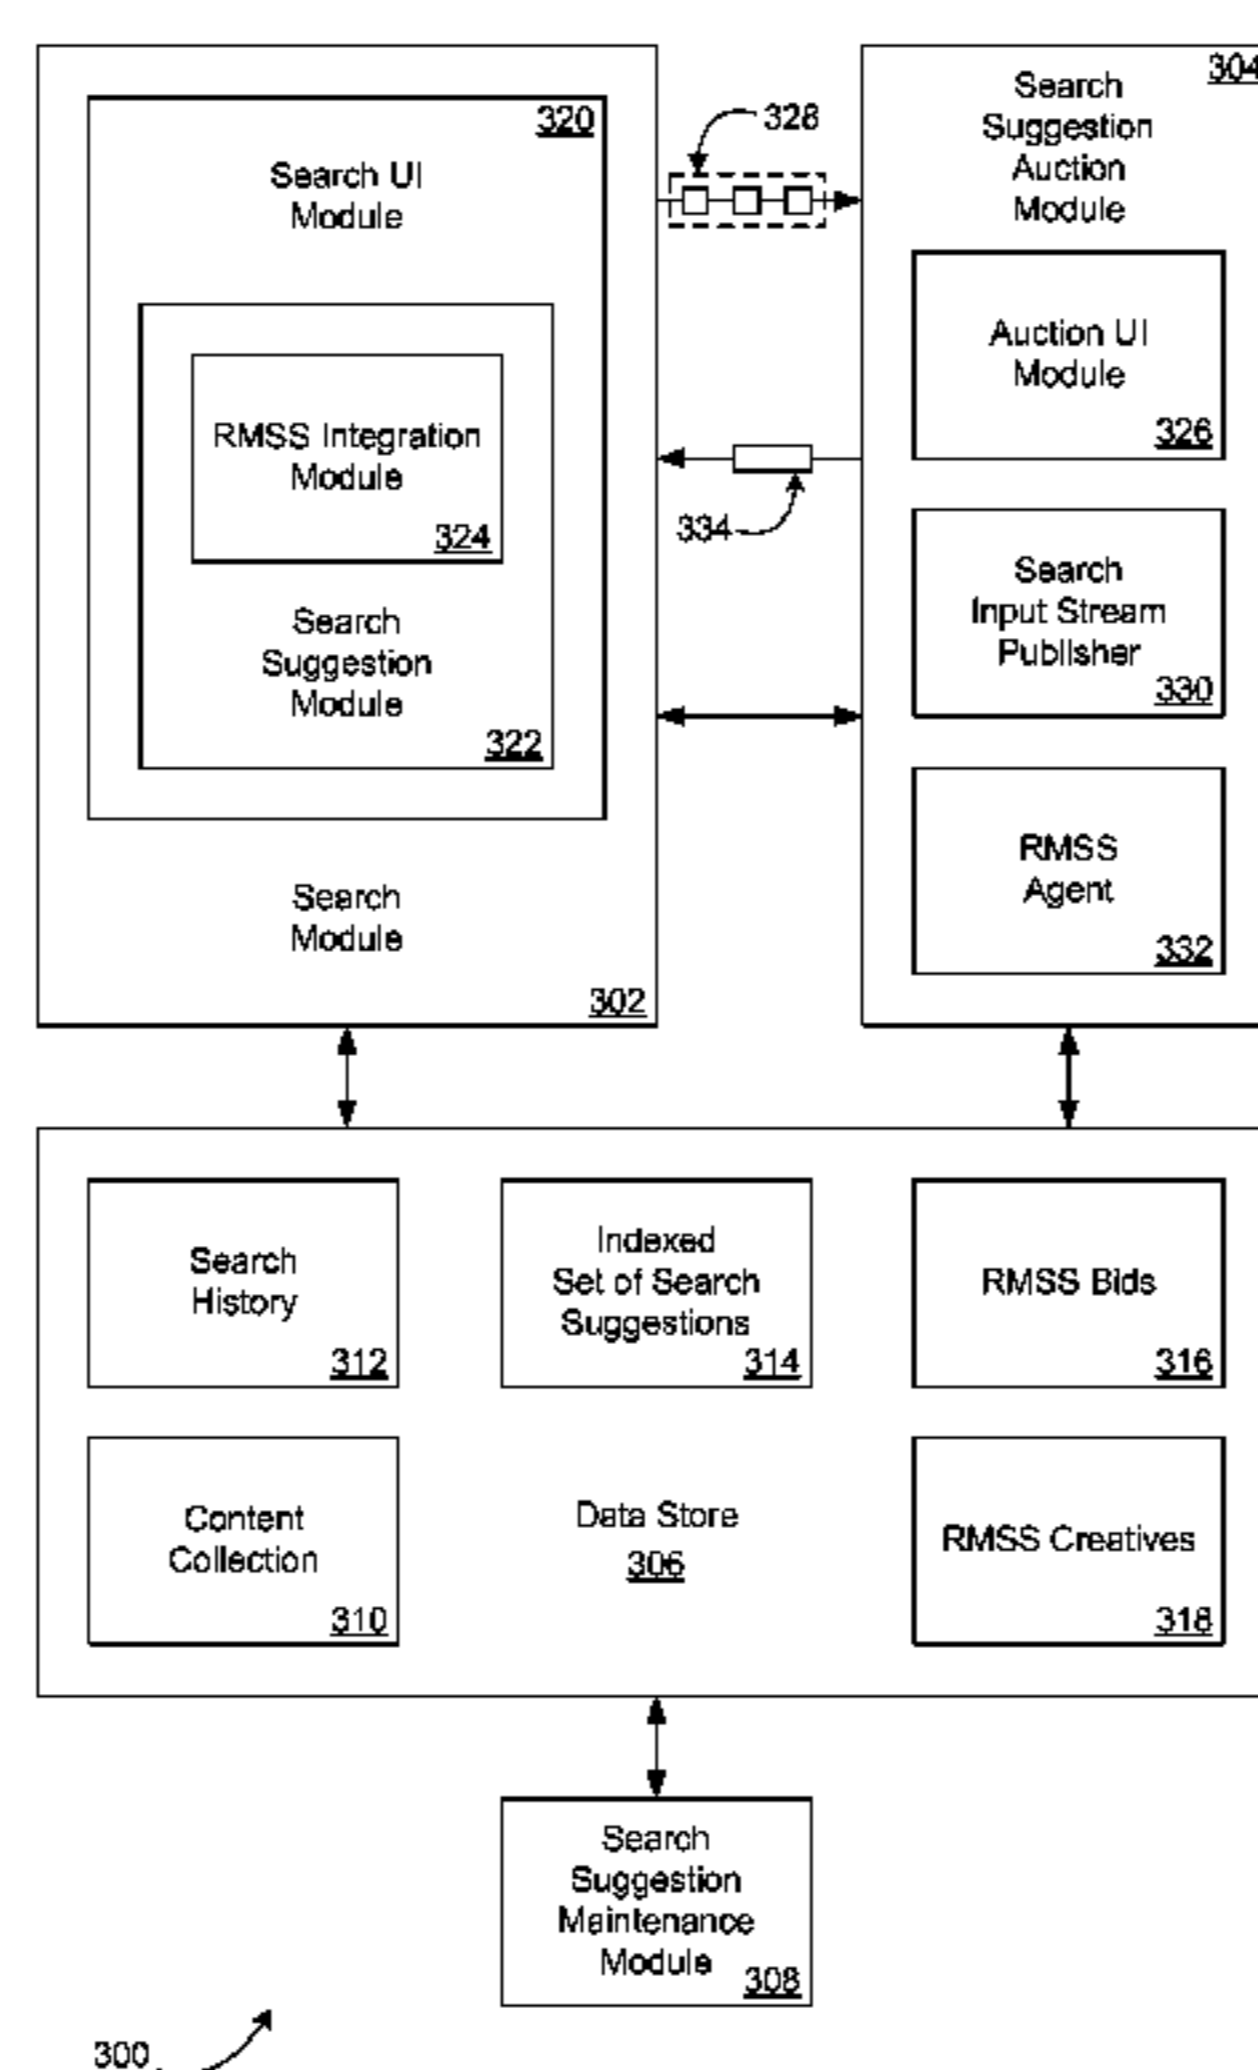 320
Search UI
Module
RMSS Integration
Module
324
Search
Suggestion
Module
322
Search
Module
302
328
334
304
Search
Suggestion
Auction
Module
Auction UI
Module
326
Search
Input Stream
Publisher
330
RMSS
Agent
332
Search
History
312
Indexed
Set of Search
Suggestions
314
RMSS Bids
316
Content
Collection
310
Data Store
306
RMSS Creatives
318
Search
Suggestion
Maintenance
Module
308
300